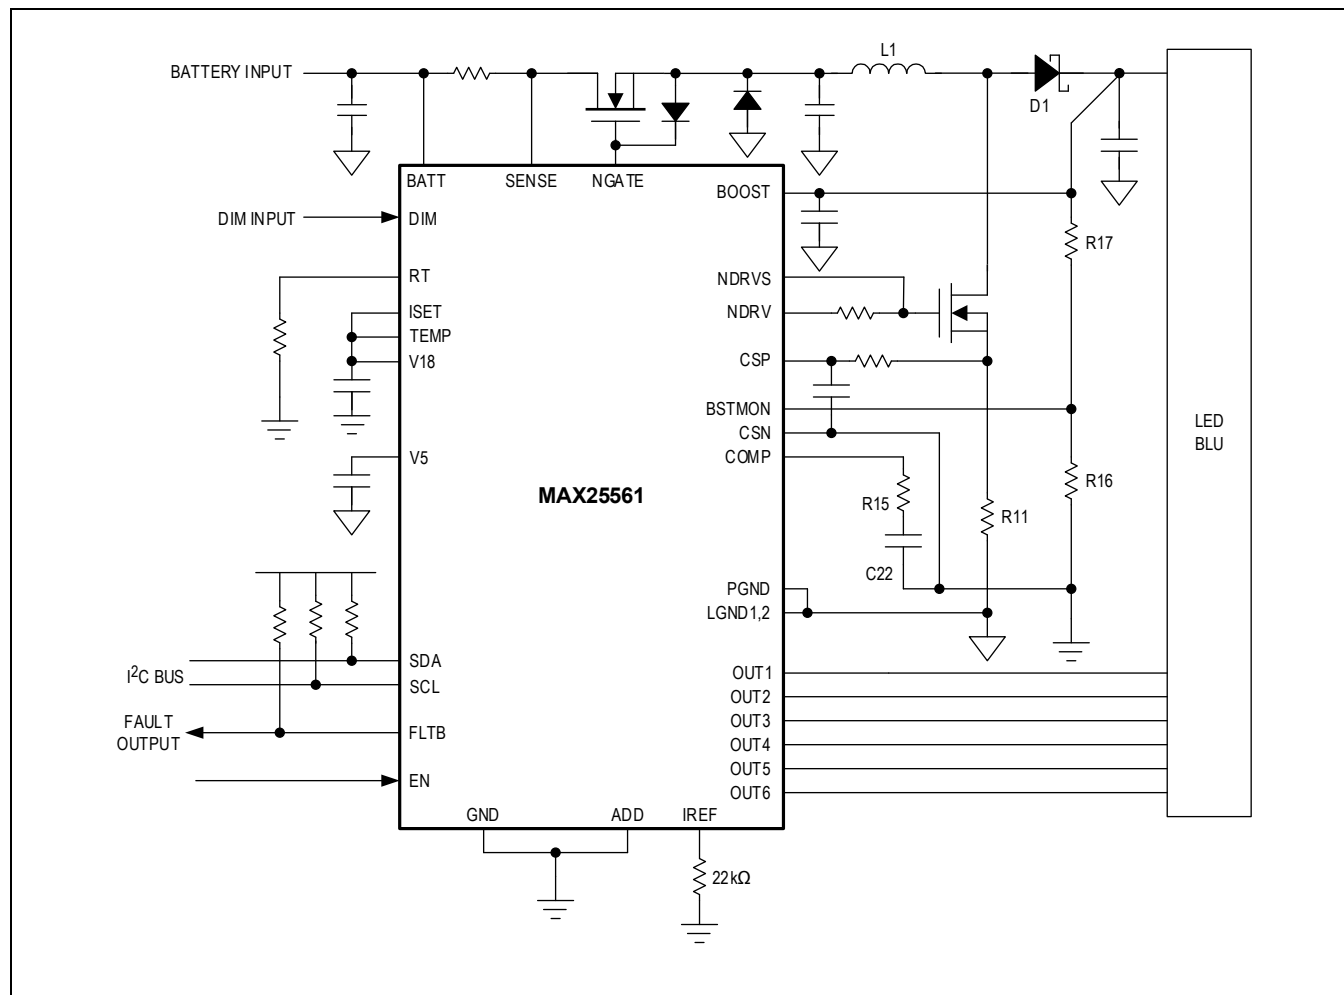 L1
BATTERY INPUT
D1
BATT
SENSE
NGATE
BOOST
DIM INPUT
DIM
R17
RT
NDRVS
ISET
NDRV
TEMP
V18
CSP
BSTMON
CSN
LED
BLU
V5
COMP
MAX25561
R15
R16
R11
C22
PGND
LGND1,2
SDA
I²C BUS
SCL
OUT1
OUT2
FAULT
OUTPUT
FLTB
OUT3
OUT4
EN
OUT5
OUT6
GND
ADD
IREF
22kΩ